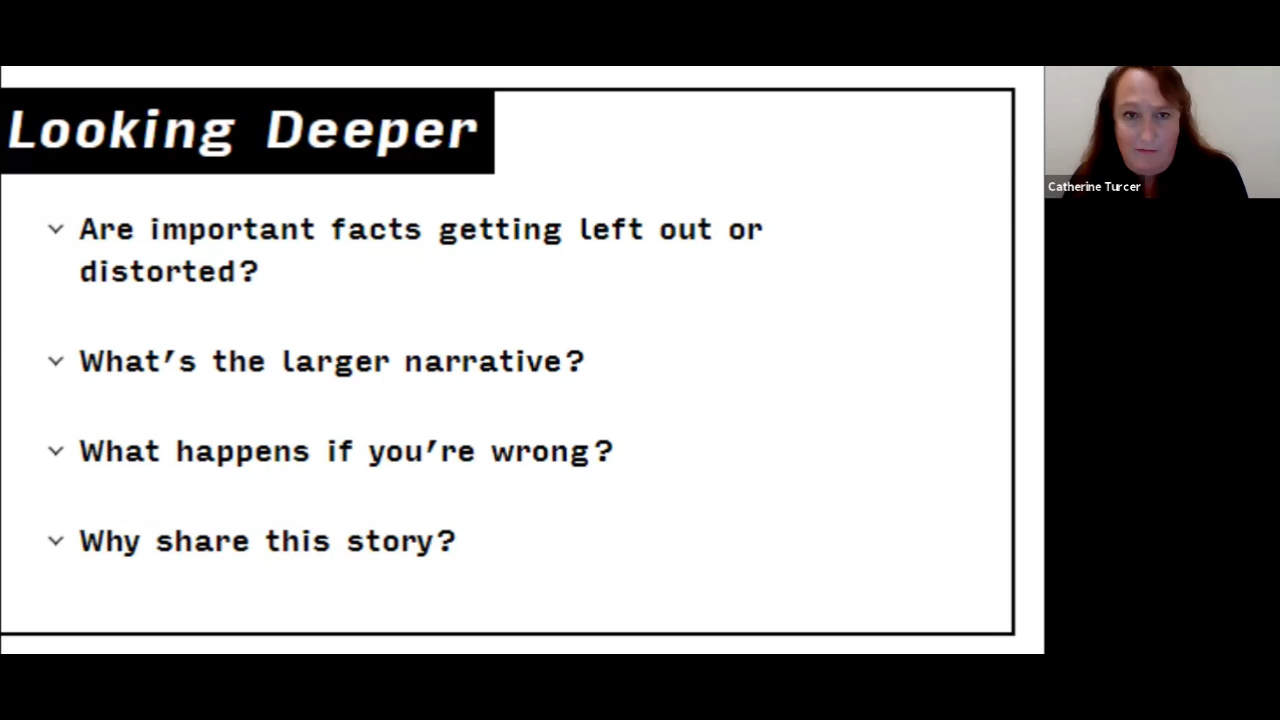 Looking Deeper
Are important facts getting left out or
distorted?
What’s the larger narrative?
What happens if you’re wrong?
Why share this story?
Catherine Turcer